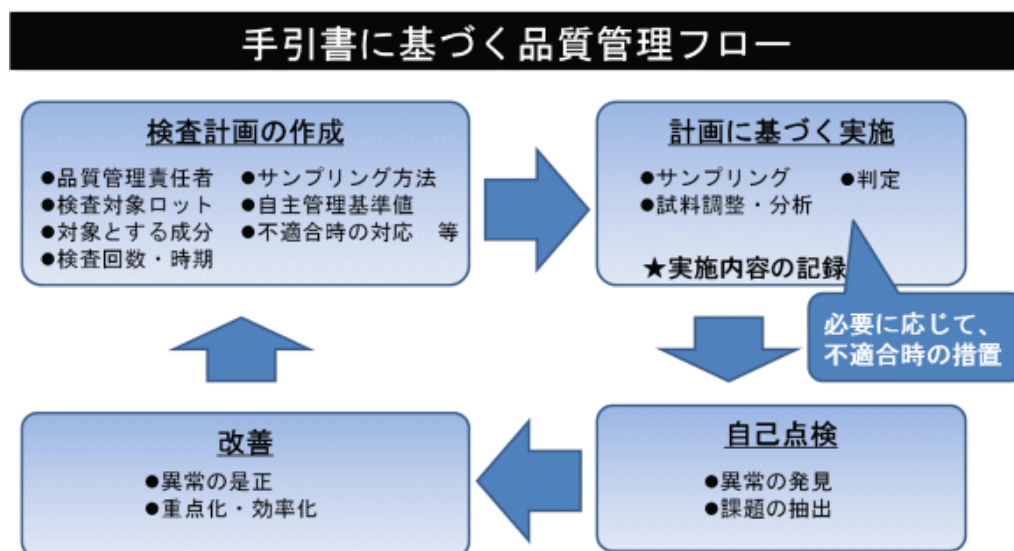 手引書に基づく品質管理フロー
検査計画の作成
●品質管理責任者 ●サンプリング方法
●検査対象ロット ●自主管理基準値
●対象とする成分 ●不適合時の対応 等
●検査回数・時期
計画に基づく実施
●サンプリング ●判定
●試料調整・分析
★実施内容の記録
必要に応じて、
不適合時の措置
自己点検
●異常の発見
●課題の抽出
改善
●異常の是正
●重点化・効率化